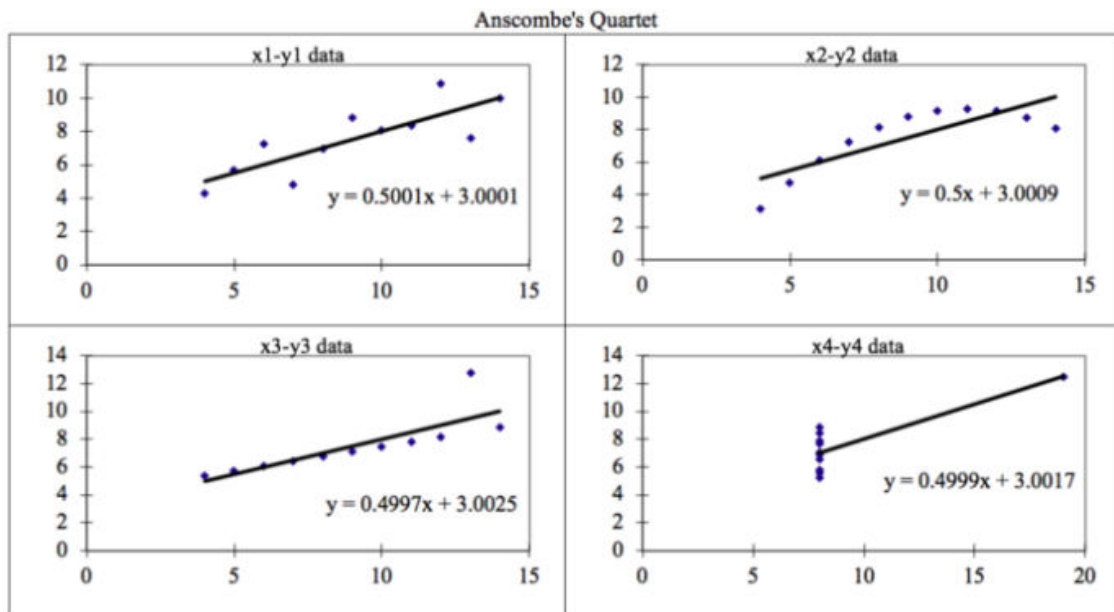 Anscombe's Quartet
x1-y1 data
12
10
8
6
4
2
0
0 5 10 15
y = 0.5001x + 3.0001
x2-y2 data
12
10
8
6
4
2
0
0 5 10 15
y = 0.5x + 3.0009
x3-y3 data
14
12
10
8
6
4
2
0
0 5 10 15
y = 0.4997x + 3.0025
x4-y4 data
14
12
10
8
6
4
2
0
0 5 10 15 20
y = 0.4999x + 3.0017